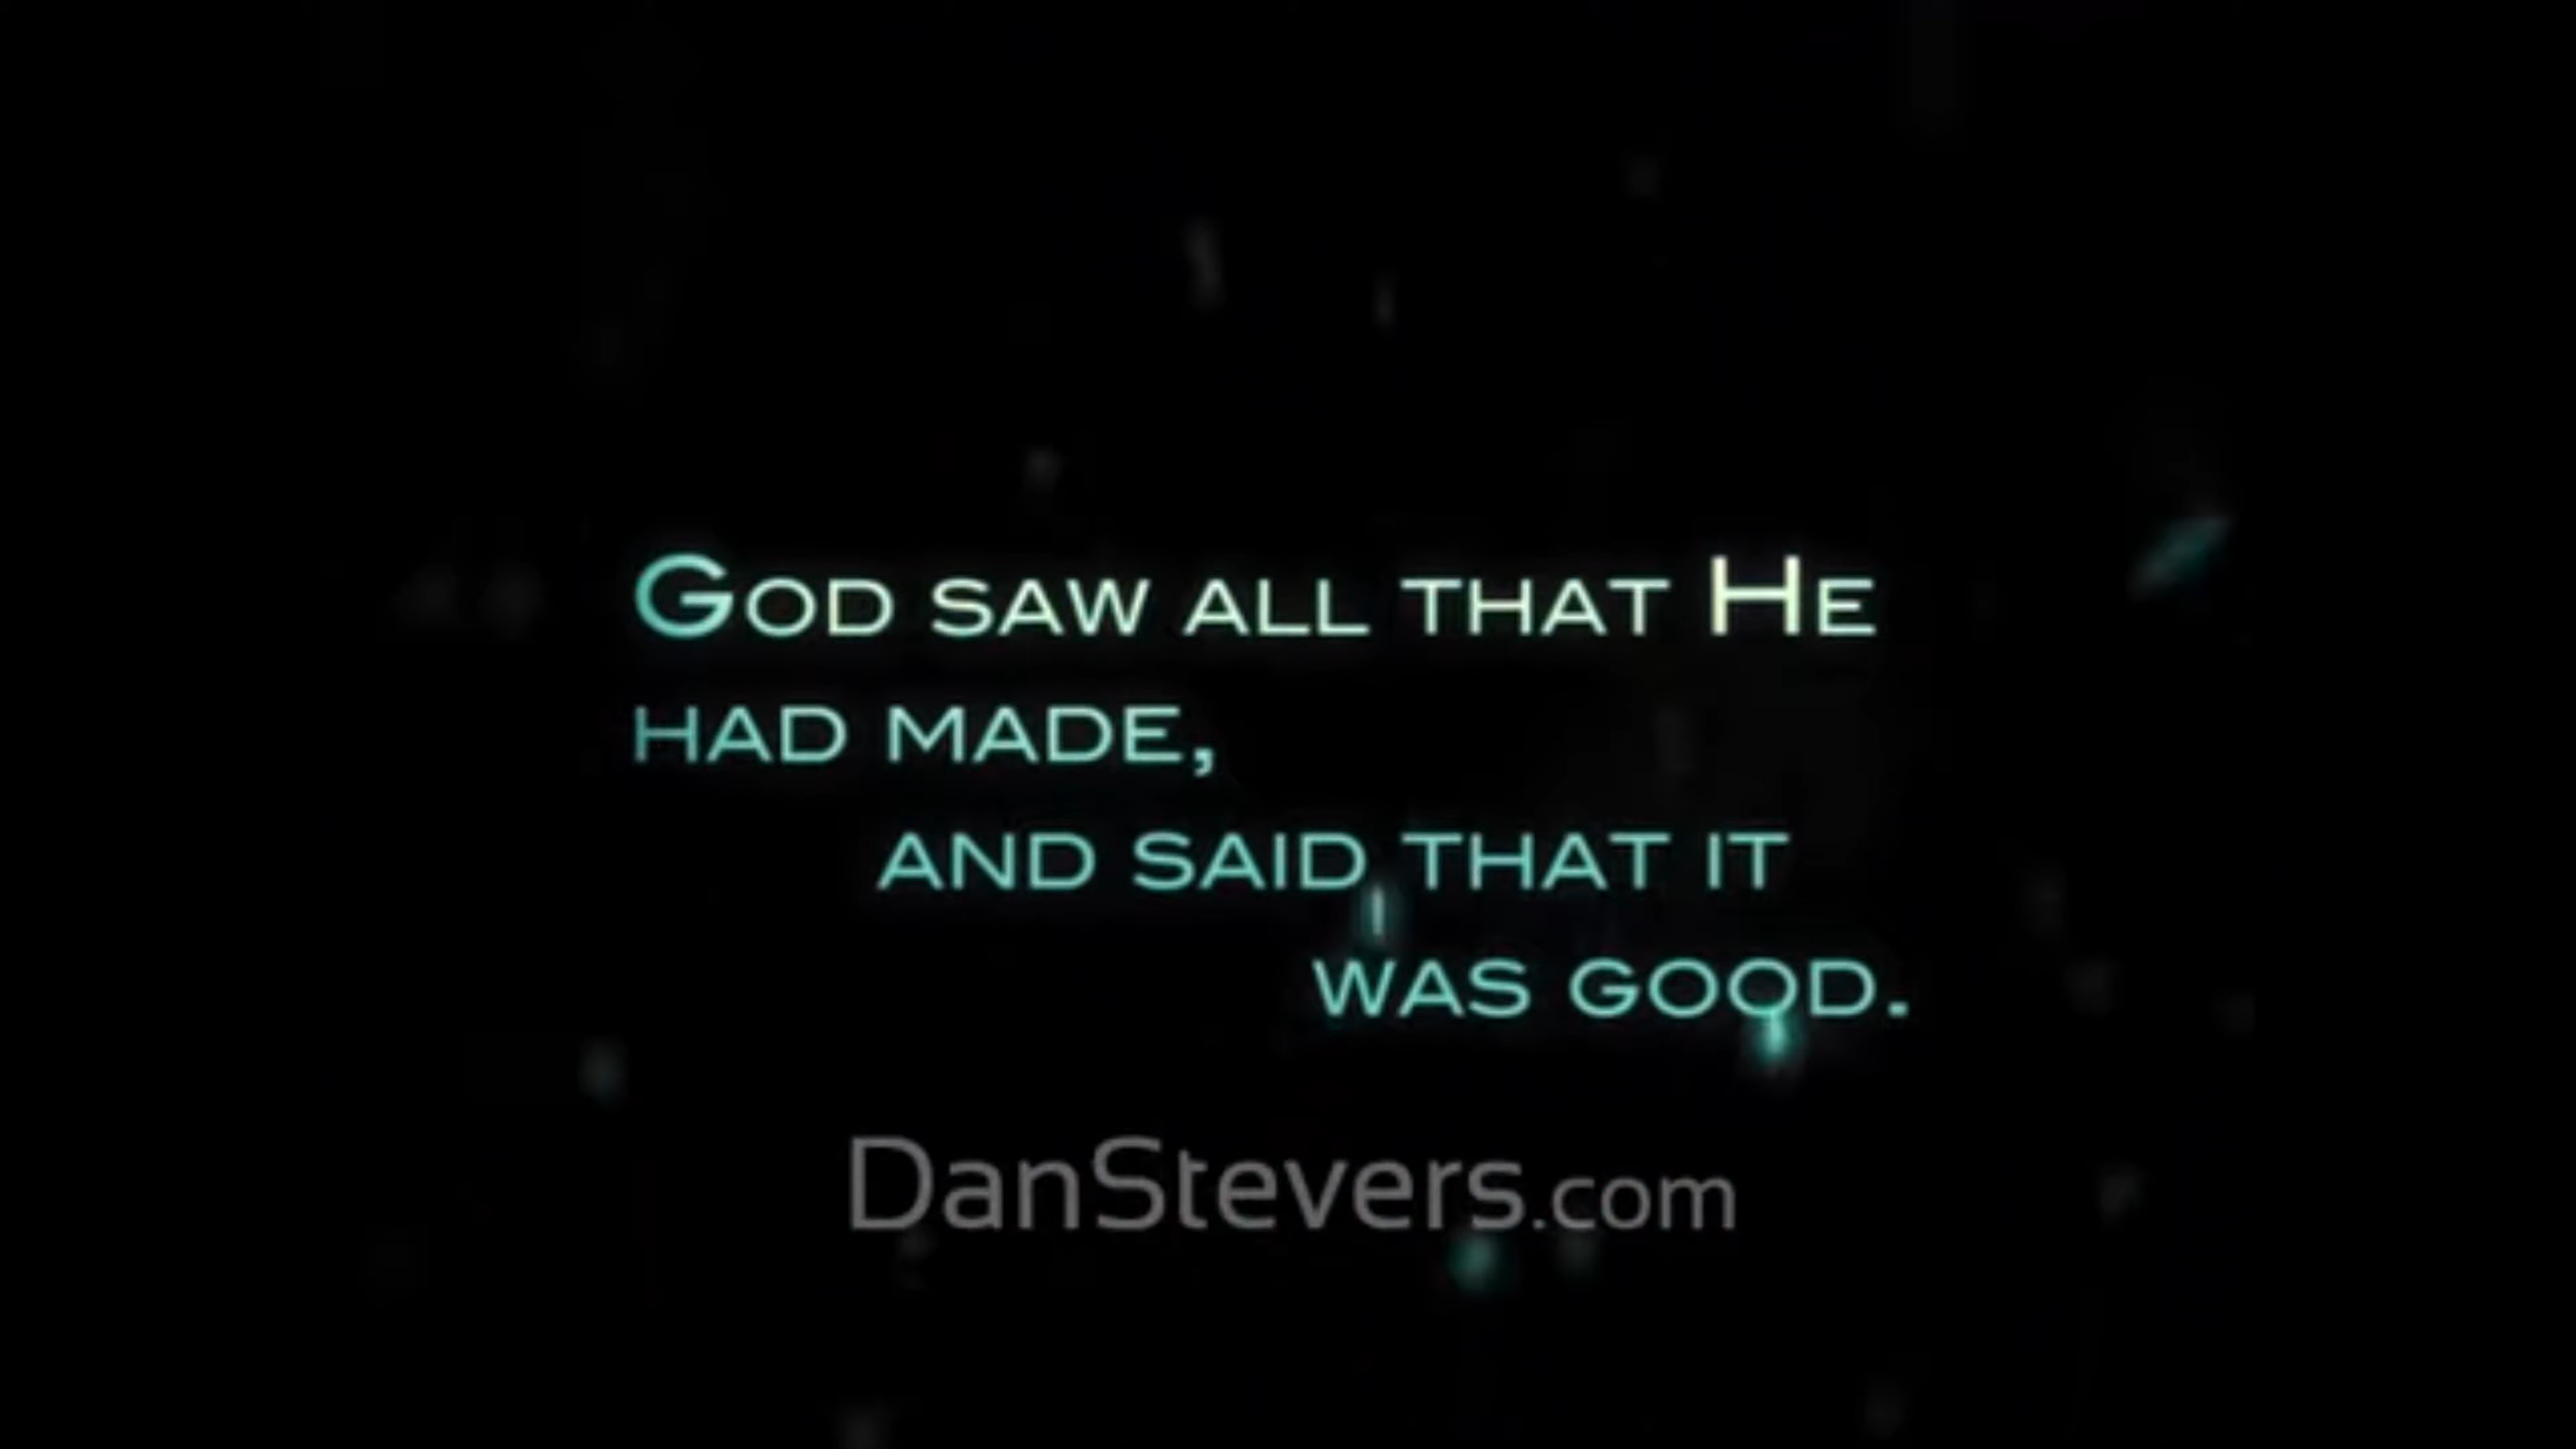 God saw all that He
had made,
and said that it
was good.
DanStevers.com